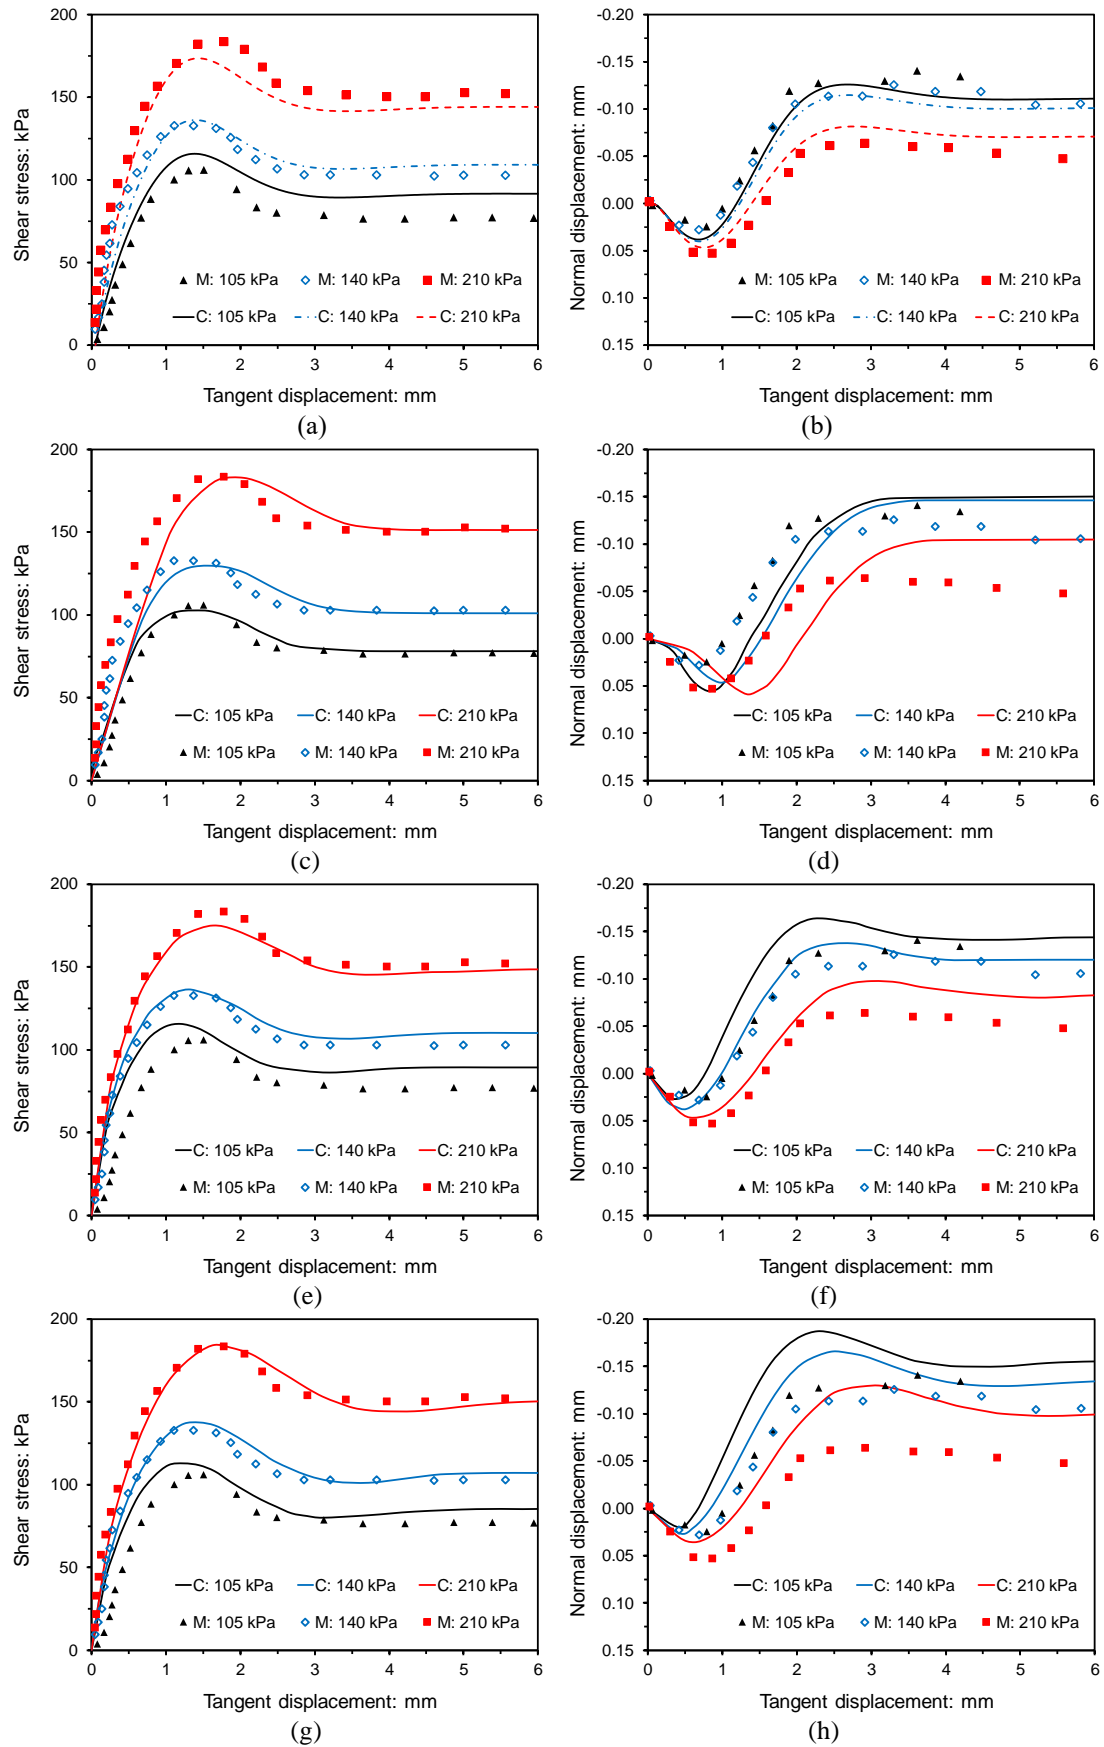 200
150
100
50
0
Shear stress: kPa
M: 105 kPa M: 140 kPa M: 210 kPa
C: 105 kPa C: 140 kPa C: 210 kPa
0 1 2 3 4 5 6
Tangent displacement: mm
(a)
-0.20
-0.15
-0.10
-0.05
0.00
0.05
0.10
0.15
Normal displacement: mm
M: 105 kPa M: 140 kPa M: 210 kPa
C: 105 kPa C: 140 kPa C: 210 kPa
0 1 2 3 4 5 6
Tangent displacement: mm
(b)
200
150
100
50
0
Shear stress: kPa
C: 105 kPa C: 140 kPa C: 210 kPa
M: 105 kPa M: 140 kPa M: 210 kPa
0 1 2 3 4 5 6
Tangent displacement: mm
(c)
-0.20
-0.15
-0.10
-0.05
0.00
0.05
0.10
0.15
Normal displacement: mm
C: 105 kPa C: 140 kPa C: 210 kPa
M: 105 kPa M: 140 kPa M: 210 kPa
0 1 2 3 4 5 6
Tangent displacement: mm
(d)
200
150
100
50
0
Shear stress: kPa
C: 105 kPa C: 140 kPa C: 210 kPa
M: 105 kPa M: 140 kPa M: 210 kPa
0 1 2 3 4 5 6
Tangent displacement: mm
(e)
-0.20
-0.15
-0.10
-0.05
0.00
0.05
0.10
0.15
Normal displacement: mm
C: 105 kPa C: 140 kPa C: 210 kPa
M: 105 kPa M: 140 kPa M: 210 kPa
0 1 2 3 4 5 6
Tangent displacement: mm
(f)
200
150
100
50
0
Shear stress: kPa
C: 105 kPa C: 140 kPa C: 210 kPa
M: 105 kPa M: 140 kPa M: 210 kPa
0 1 2 3 4 5 6
Tangent displacement: mm
(g)
-0.20
-0.15
-0.10
-0.05
0.00
0.05
0.10
0.15
Normal displacement: mm
C: 105 kPa C: 140 kPa C: 210 kPa
M: 105 kPa M: 140 kPa M: 210 kPa
0 1 2 3 4 5 6
Tangent displacement: mm
(h)